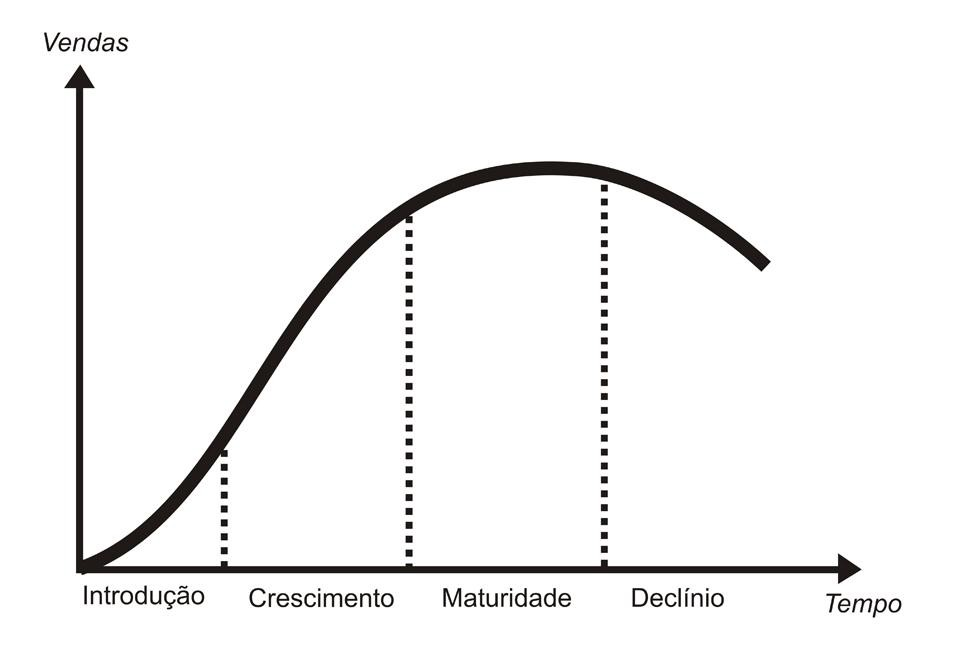 Vendas
Introdução
Crescimento
Maturidade
Declínio
Tempo